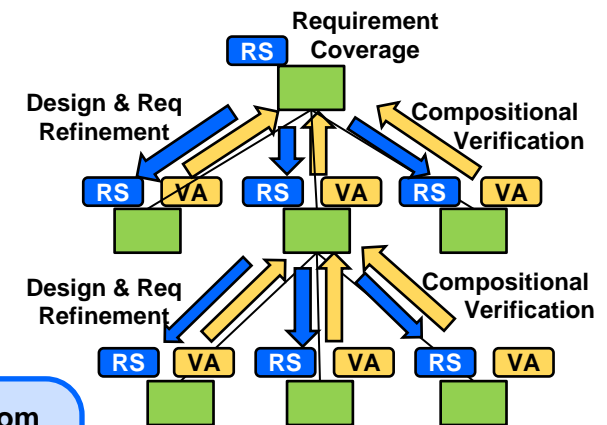 Requirement
Coverage
RS
Design & Req
Refinement
Compositional
Verification
RS VA RS VA RS VA
Design & Req
Refinement
Compositional
Verification
RS VA RS VA RS VA
om